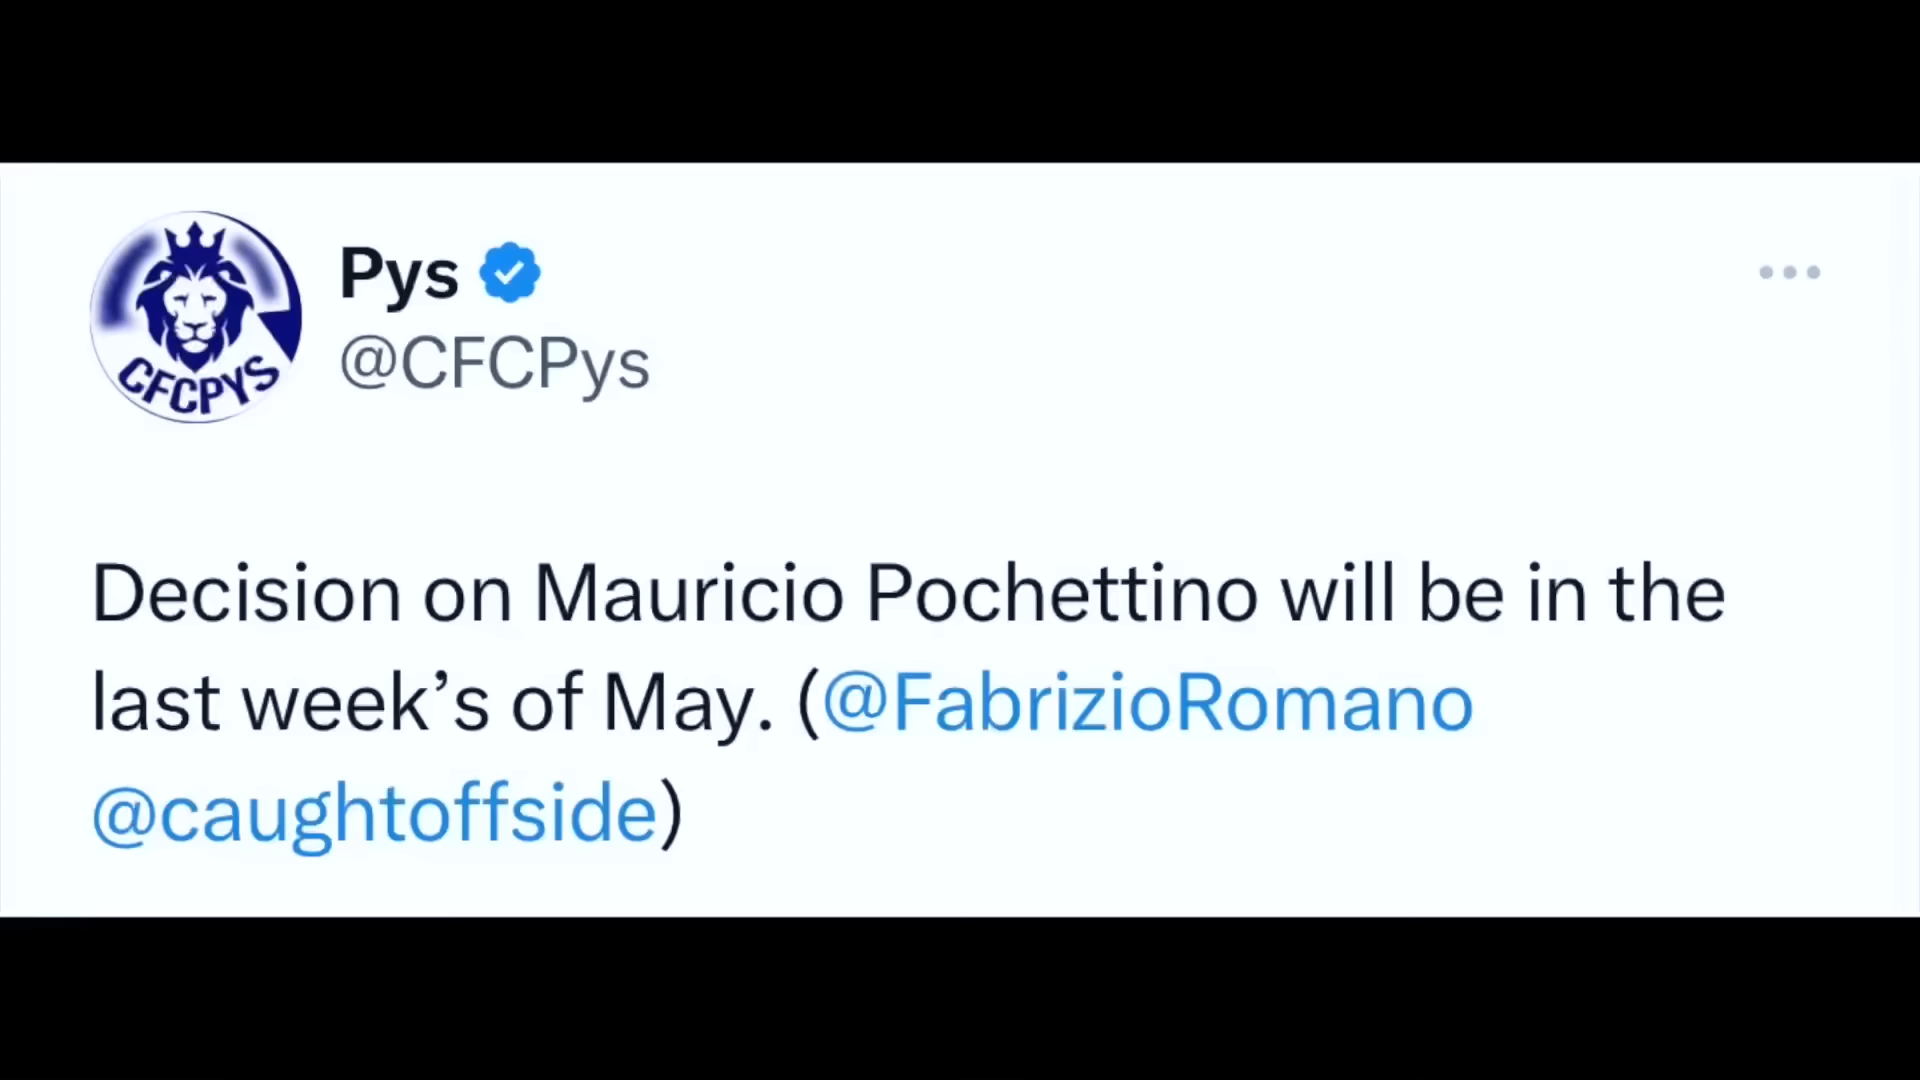 CFCPYS
Pys
@CFCPys
Decision on Mauricio Pochettino will be in the
last week’s of May. (@FabrizioRomano
@caughtoffside)